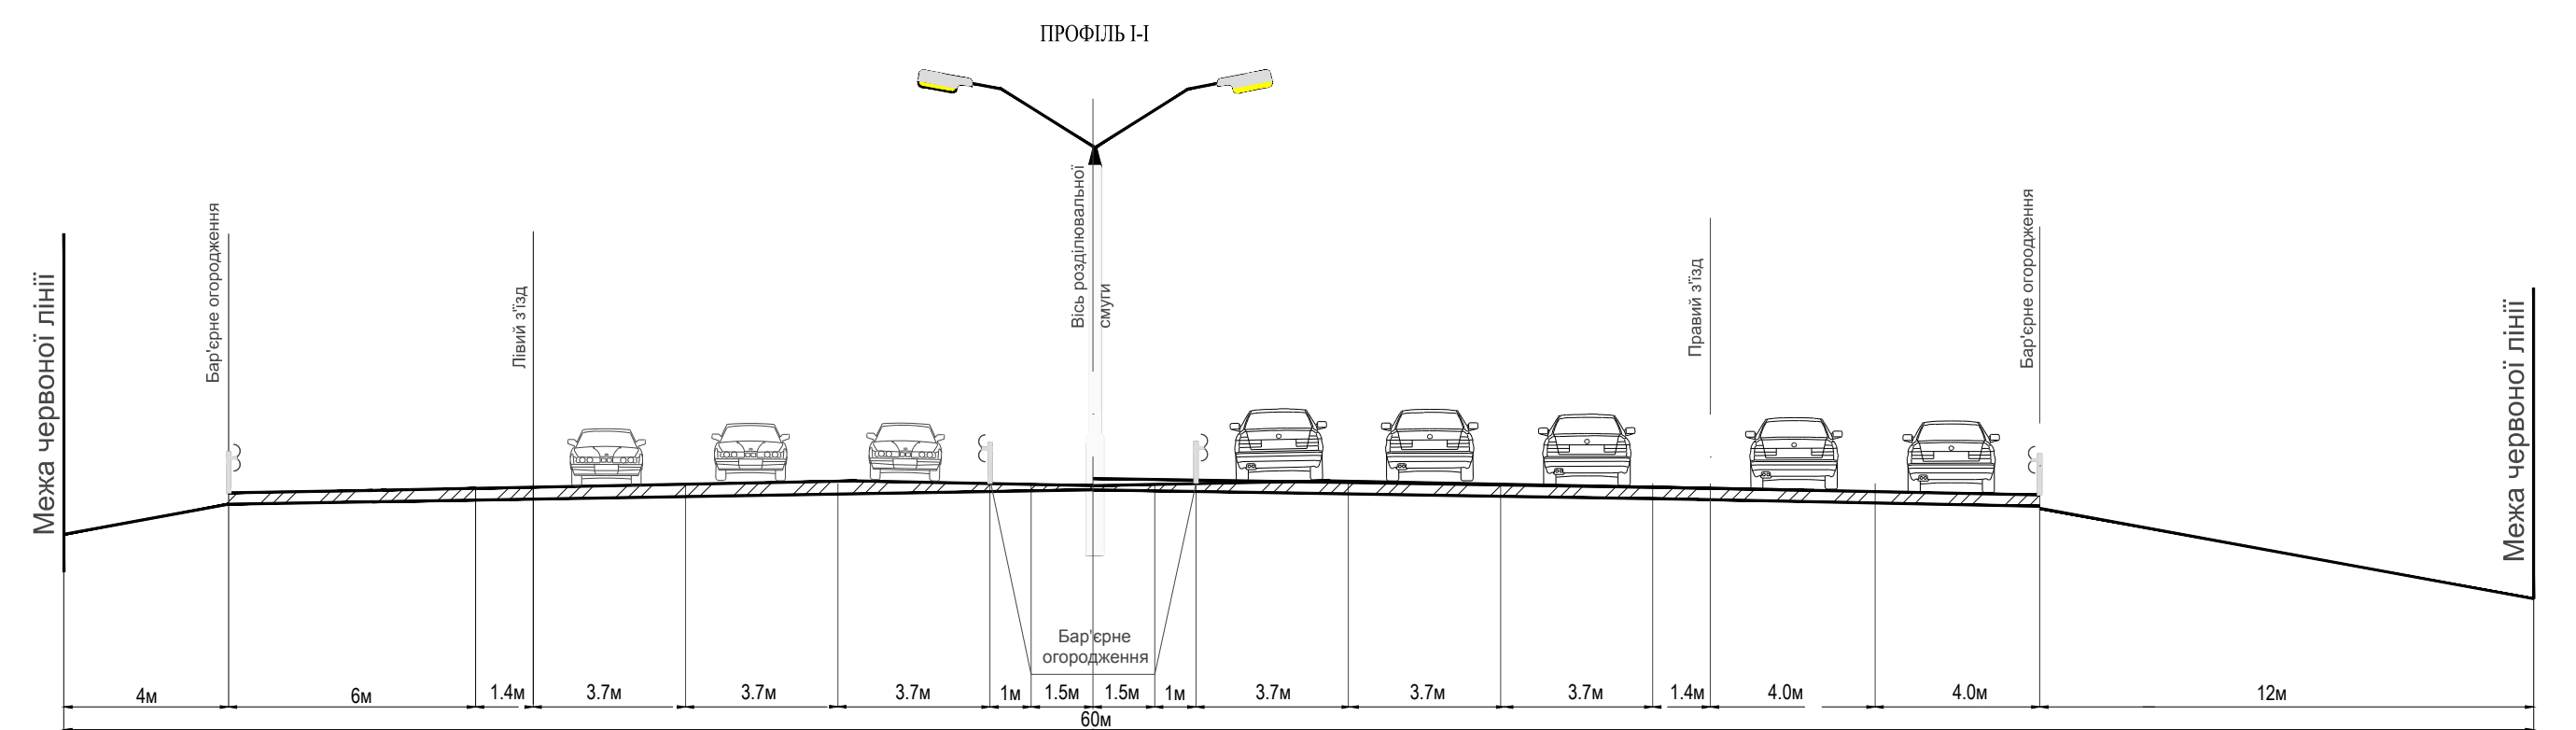 ПРОФІЛЬ І-І
Межа червоної лінії
Бар'єрне огородження
Лівий з'їзд
Вісь розділювальної
смуги
Правий з'їзд
Бар'єрне огородження
Межа червоної лінії
Бар'єрне
огородження
4м 6м 1.4м 3.7м 3.7м 3.7м 1м 1.5м 1.5м 1м 3.7м 3.7м 3.7м 1.4м 4.0м 4.0м 12м
60м